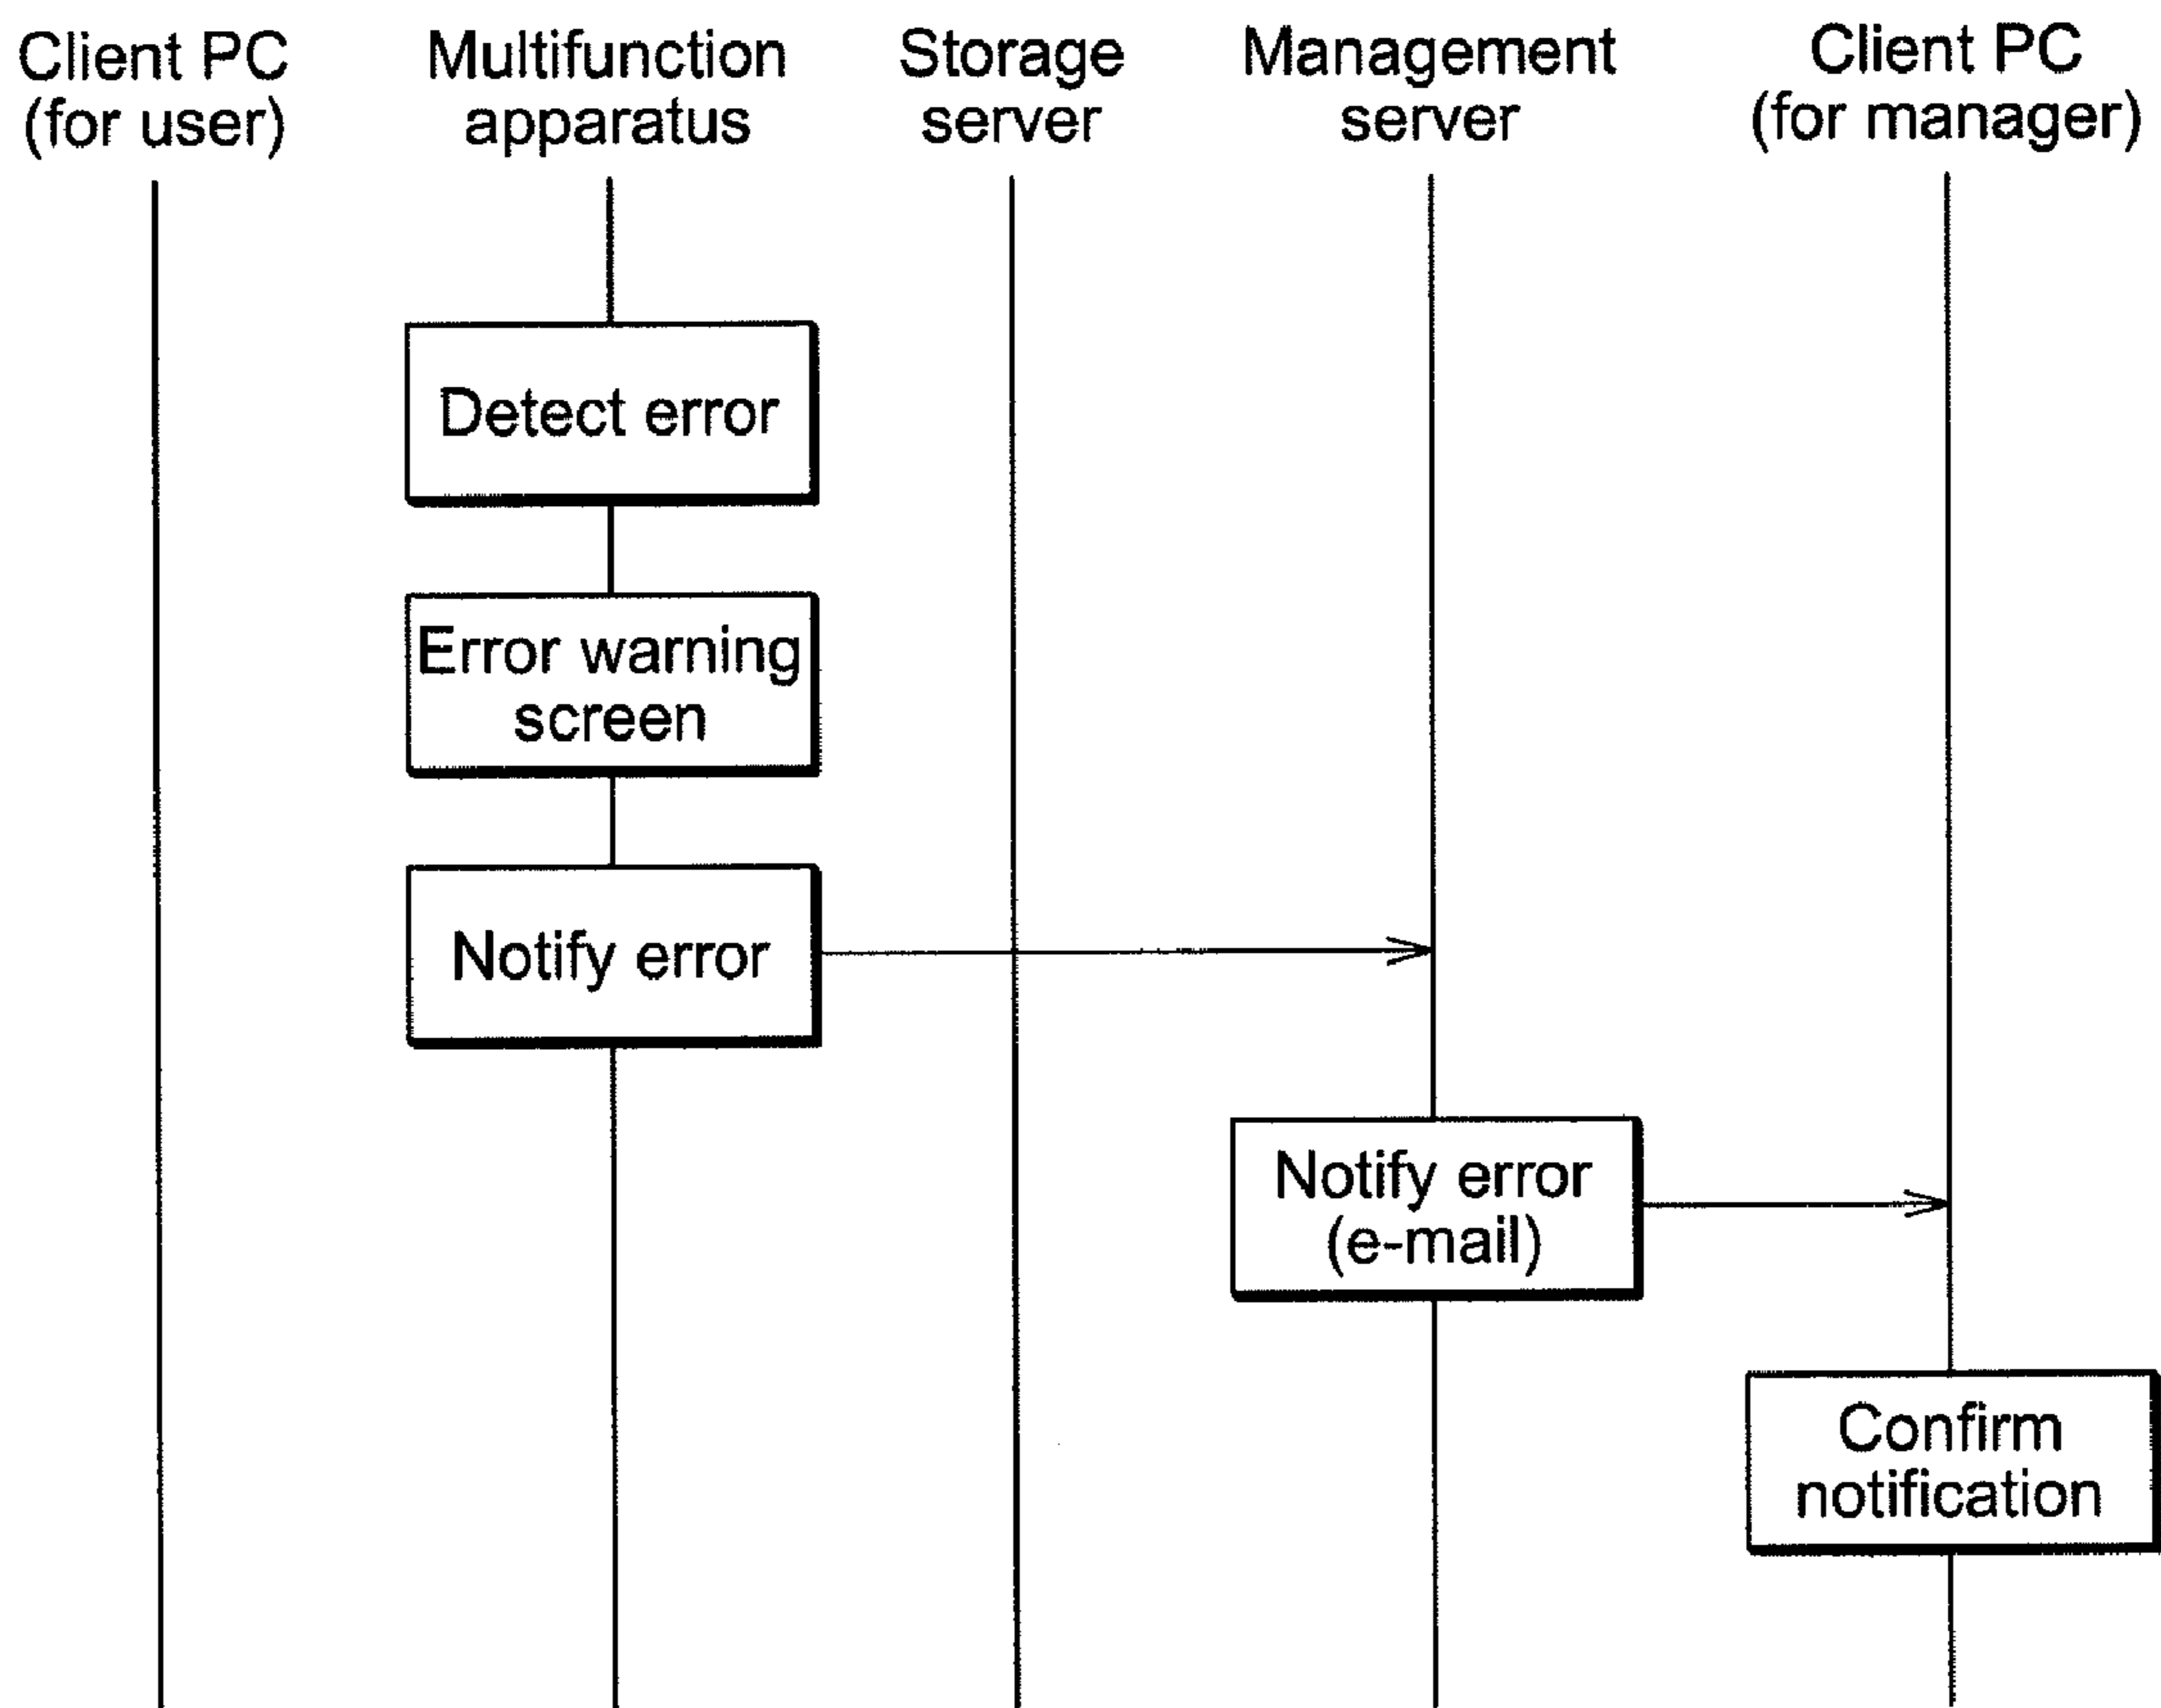 Client PC
(for user)
Multifunction
apparatus
Storage
server
Management
server
Client PC
(for manager)
Detect error
Error warning
screen
Notify error
Notify error
(e-mail)
Confirm
notification